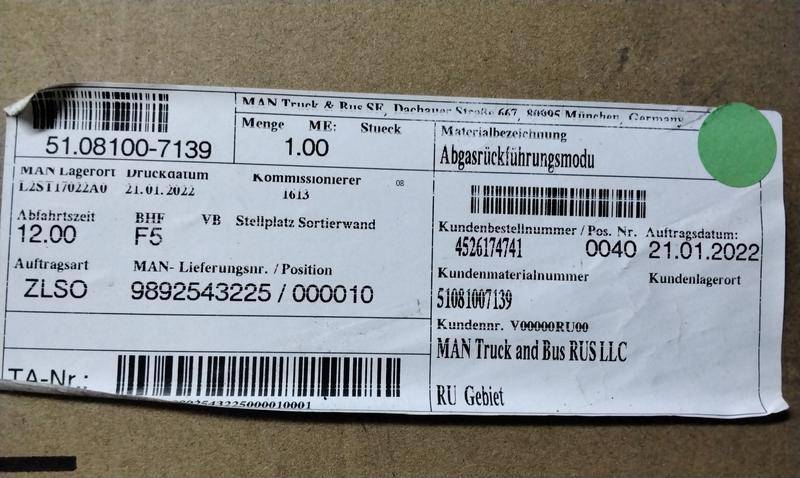 MAN Truck & Bus SE, Dachauer Straße 667, 80995 München, Germany
51.08100-7139
Menge ME: Stueck
1.00
Materialbezeichnung
Abgasrückführungsmodu
MAN Lagerort Druckdatum Kommissionierer 08
L2ST17022A0 21.01.2022 1613
Abfahrtszeit BHF VB Stellplatz Sortierwand
12.00 F5
Kundenbestellnummer / Pos. Nr. Auftragsdatum:
4526174741 0040 21.01.2022
Auftragsart MAN- Lieferungsnr. / Position
ZLSO 9892543225 / 000010
Kundenmaterialnummer Kundenlagerort
51081007139
Kundennr. V00000RU00
MAN Truck and Bus RUS LLC
RU Gebiet
TA-Nr.:
9892543225000010001